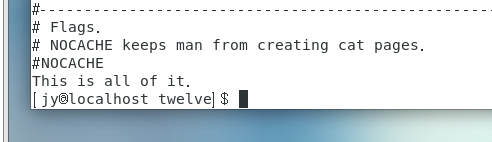 #---------------------------------------------------
# Flags.
# NOCACHE keeps man from creating cat pages.
#NOCACHE
This is all of it.
[jy@localhost twelve]$